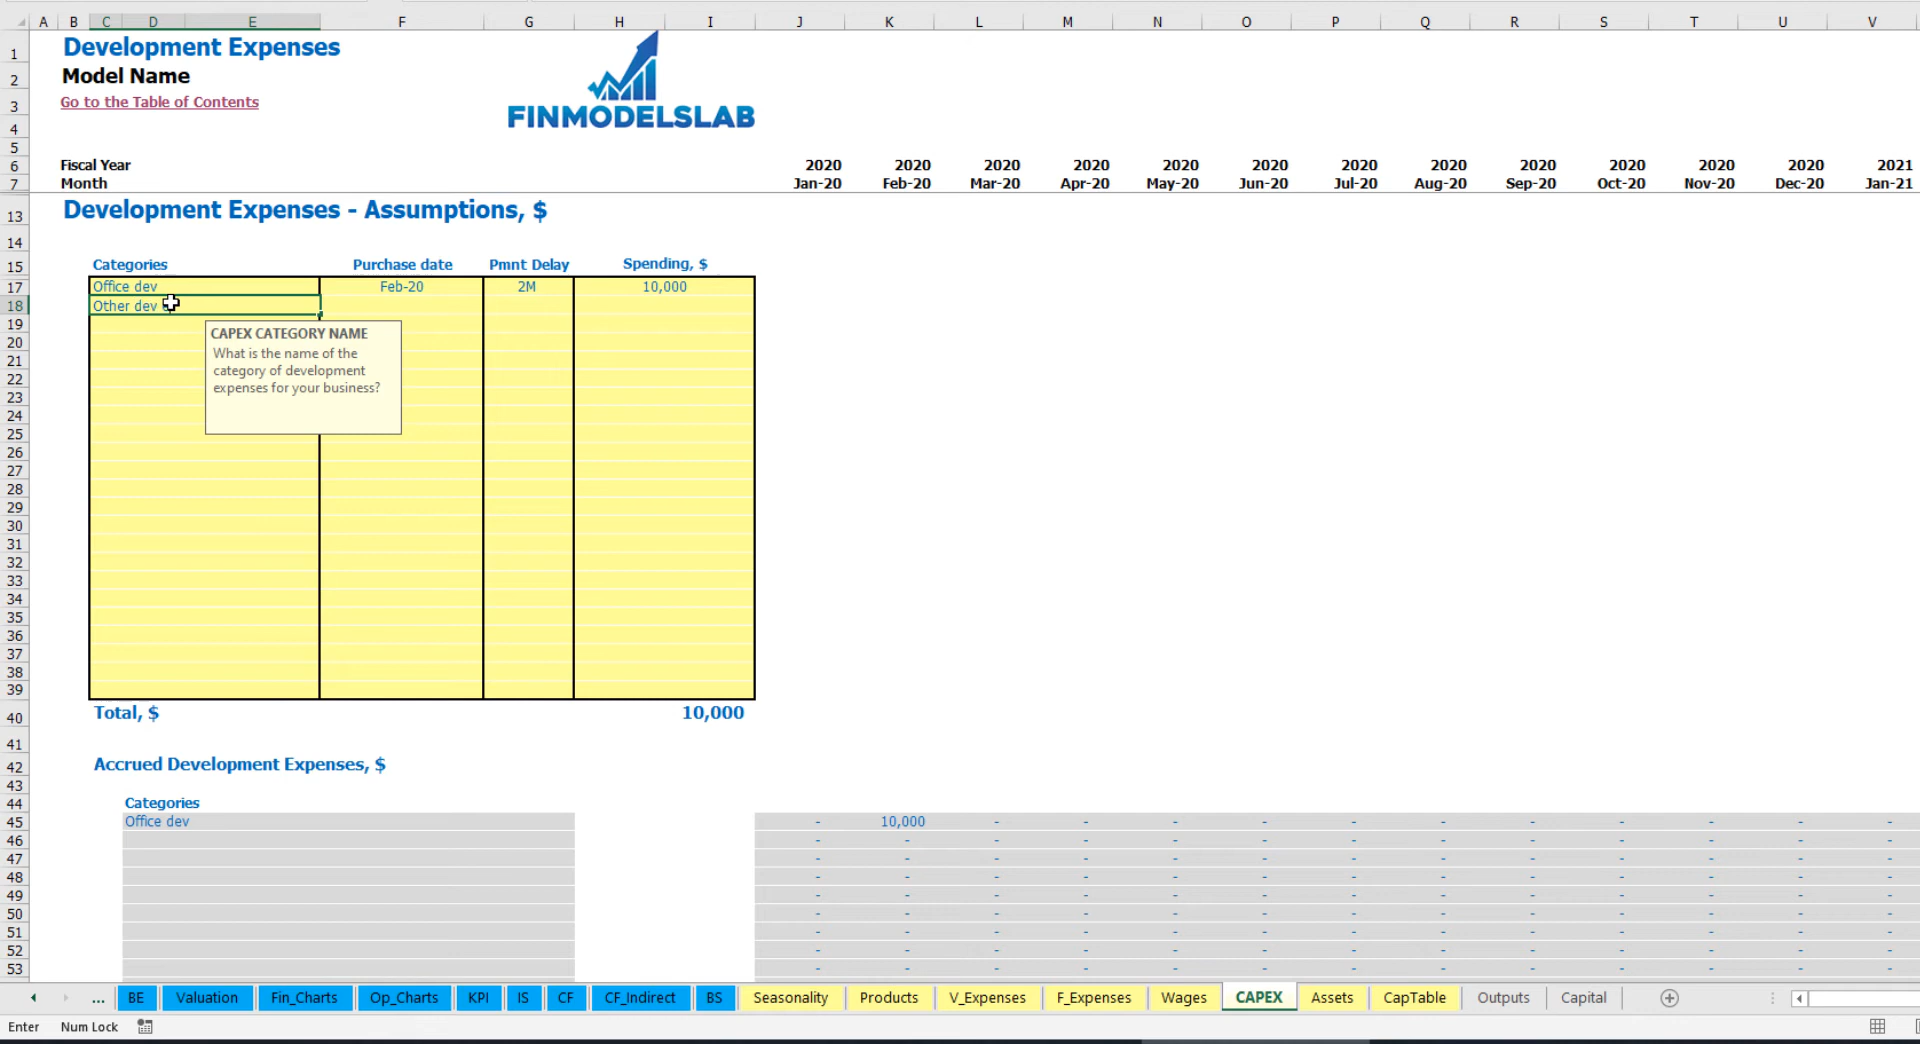 A B C D E F G H I J K L M N O P Q R S T U V
1 Development Expenses
2 Model Name
3 Go to the Table of Contents
FINMODELSLAB
4
5
6 Fiscal Year 2020 2020 2020 2020 2020 2020 2020 2020 2020 2020 2020 2020 2021
7 Month Jan-20 Feb-20 Mar-20 Apr-20 May-20 Jun-20 Jul-20 Aug-20 Sep-20 Oct-20 Nov-20 Dec-20 Jan-21
13 Development Expenses - Assumptions, $
14
15 Categories Purchase date Pmnt Delay Spending, $
17 Office dev Feb-20 2M 10,000
18 Other dev
19
CAPEX CATEGORY NAME
What is the name of the
category of development
expenses for your business?
20
21
22
23
24
25
26
27
28
29
30
31
32
33
34
35
36
37
38
39
40 Total, $ 10,000
41
42 Accrued Development Expenses, $
43
44 Categories
45 Office dev - 10,000 - - - - - - - - - - -
46 - - - - - - - - - - - - -
47 - - - - - - - - - - - - -
48 - - - - - - - - - - - - -
49 - - - - - - - - - - - - -
50 - - - - - - - - - - - - -
51 - - - - - - - - - - - - -
52 - - - - - - - - - - - - -
53 - - - - - - - - - - - - -
... BE Valuation Fin_Charts Op_Charts KPI IS CF CF_Indirect BS Seasonality Products V_Expenses F_Expenses Wages CAPEX Assets CapTable Outputs Capital
Enter Num Lock